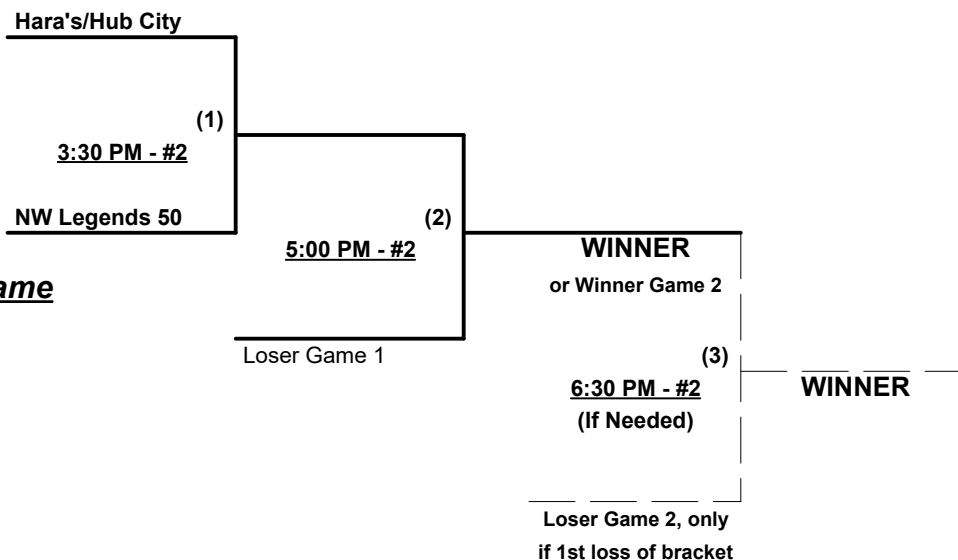 Hara's/Hub City
(1)
3:30 PM - #2
NW Legends 50
(2)
5:00 PM - #2
WINNER
or Winner Game 2
ame
Loser Game 1
(3)
6:30 PM - #2
WINNER
(If Needed)
Loser Game 2, only
if 1st loss of bracket